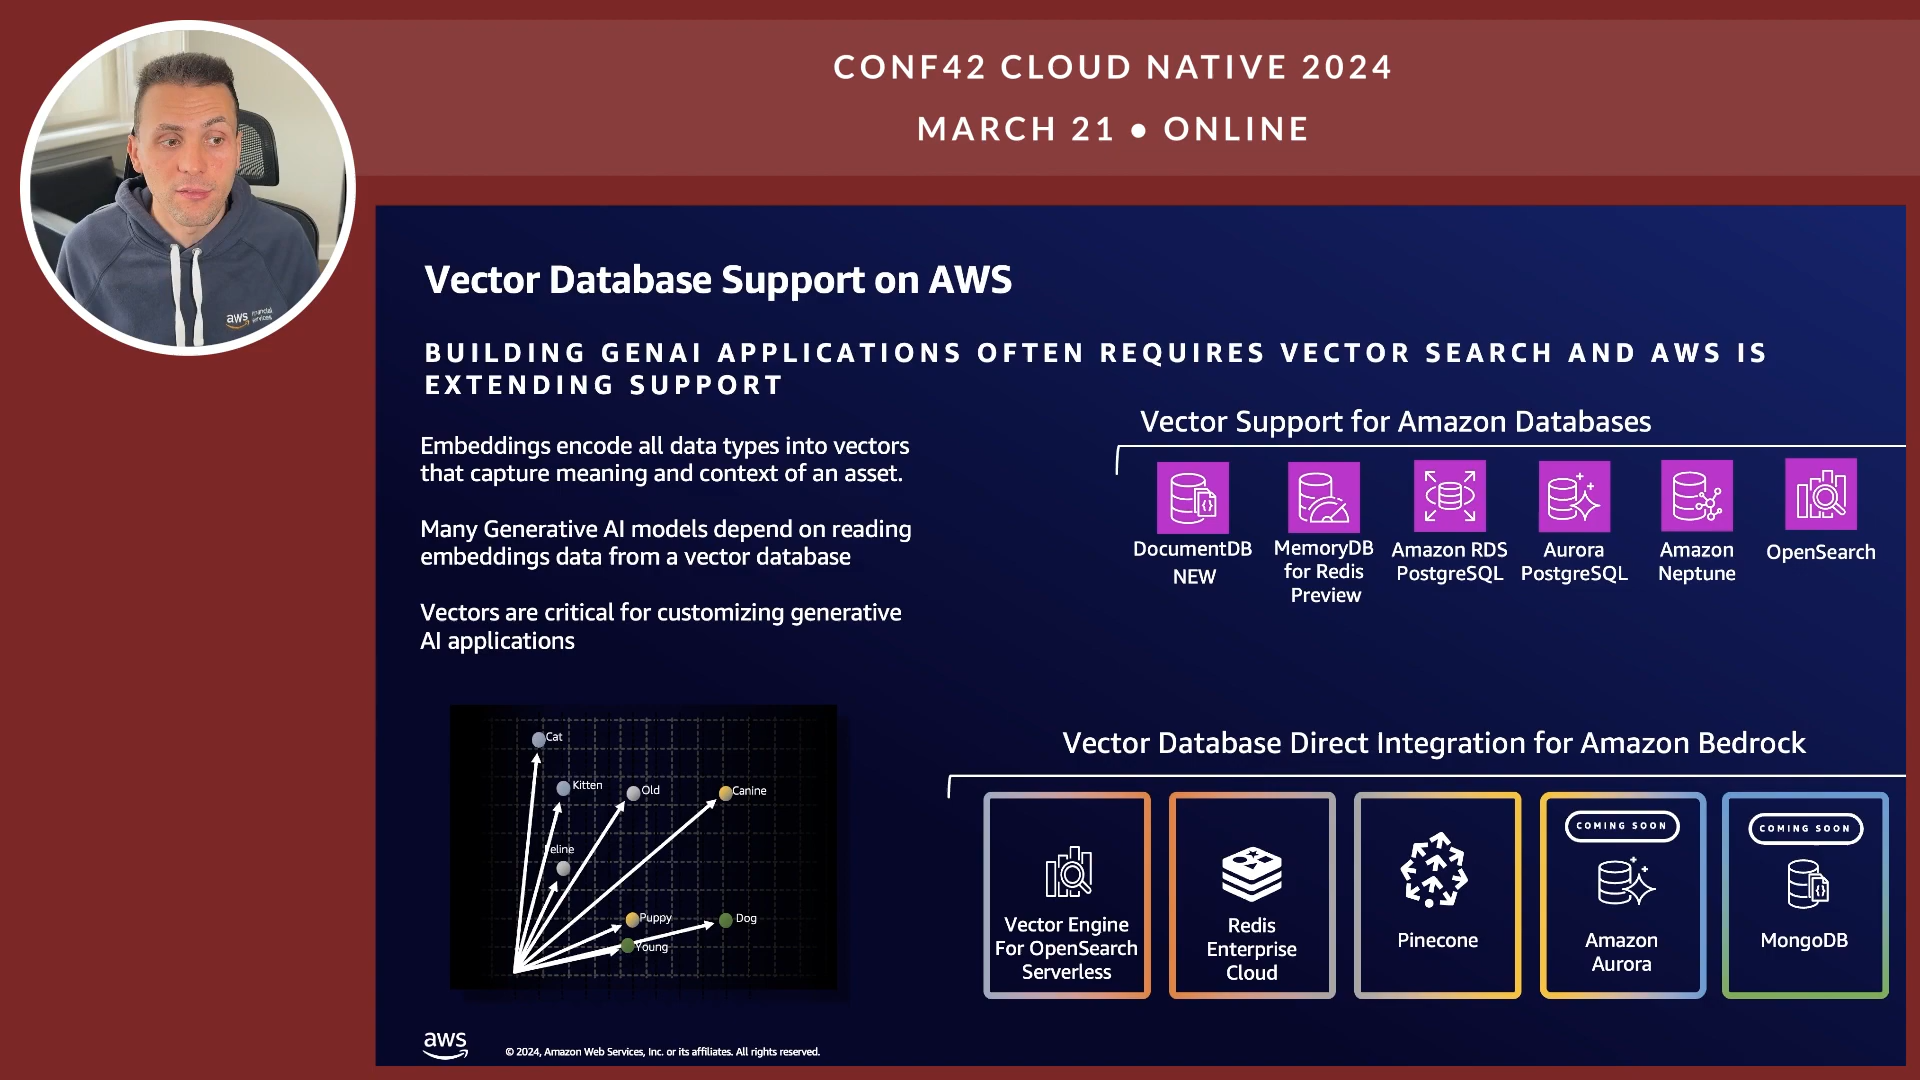 CONF42 CLOUD NATIVE 2024
MARCH 21 • ONLINE
aws financial
services
Vector Database Support on AWS
BUILDING GENAI APPLICATIONS OFTEN REQUIRES VECTOR SEARCH AND AWS IS
EXTENDING SUPPORT
Embeddings encode all data types into vectors
that capture meaning and context of an asset.
Many Generative AI models depend on reading
embeddings data from a vector database
Vectors are critical for customizing generative
AI applications
Cat
Kitten
Old
Canine
eline
Puppy
Dog
Young
Vector Support for Amazon Databases
DocumentDB
NEW
MemoryDB
for Redis
Preview
Amazon RDS
PostgreSQL
Aurora
PostgreSQL
Amazon
Neptune
OpenSearch
Vector Database Direct Integration for Amazon Bedrock
Vector Engine
For OpenSearch
Serverless
Redis
Enterprise
Cloud
Pinecone
COMING SOON
Amazon
Aurora
COMING SOON
MongoDB
aws
© 2024, Amazon Web Services, Inc. or its affiliates. All rights reserved.